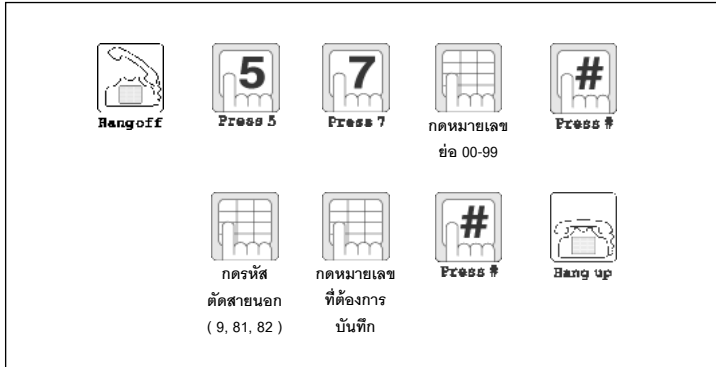 5
7
#
Hangoff
Press 5
Press 7
กดหมายเลข
ย่อ 00-99
Press #
#
กดรหัส
ตัดสายนอก
( 9, 81, 82 )
กดหมายเลข
ที่ต้องการ
บันทึก
Press #
Hang up